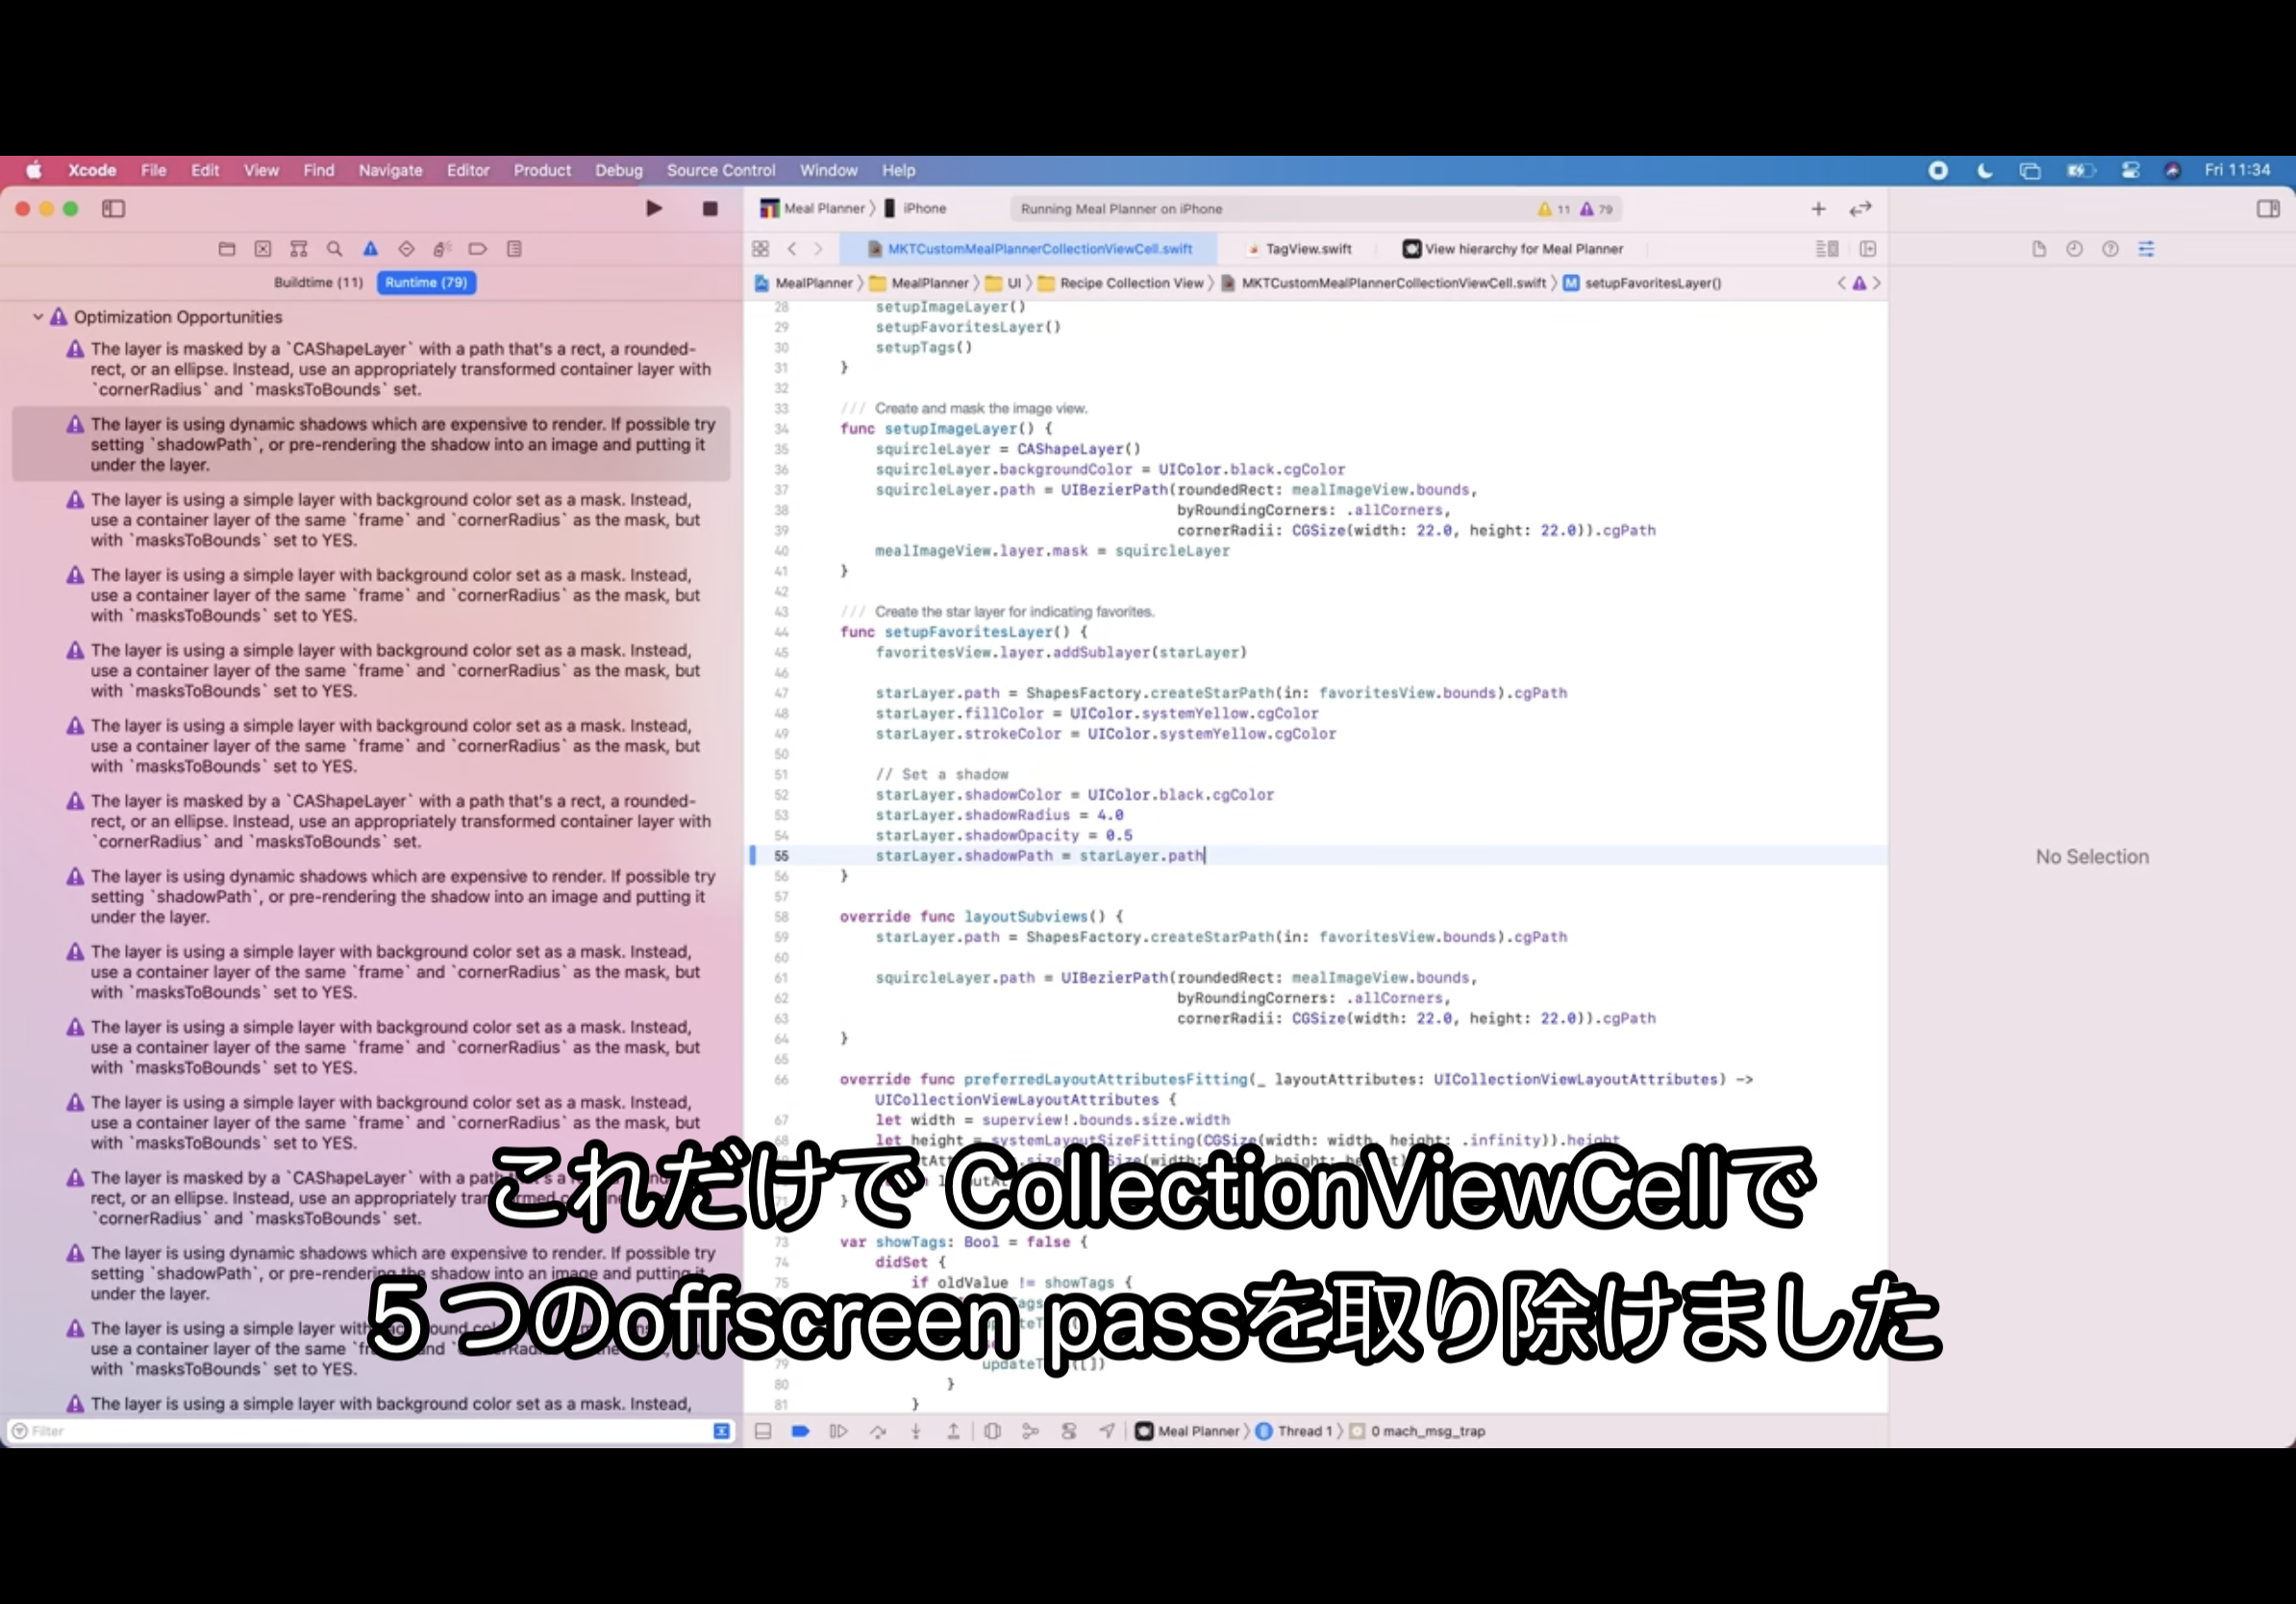 Xcode File Edit View Find Navigate Editor Product Debug Source Control Window Help Fri 11:34
Meal Planner 〉 iPhone Running Meal Planner on iPhone 11 79
MKTCustomMealPlannerCollectionViewCell.swift TagView.swift View hierarchy for Meal Planner
Buildtime (11) Runtime (79)
MealPlanner 〉 MealPlanner 〉 UI 〉 Recipe Collection View 〉 MKTCustomMealPlannerCollectionViewCell.swift 〉 M setupFavoritesLayer()
Optimization Opportunities
The layer is masked by a `CAShapeLayer` with a path that's a rect, a rounded-
rect, or an ellipse. Instead, use an appropriately transformed container layer with
`cornerRadius` and `masksToBounds` set.
The layer is using dynamic shadows which are expensive to render. If possible try
setting `shadowPath`, or pre-rendering the shadow into an image and putting it
under the layer.
The layer is using a simple layer with background color set as a mask. Instead,
use a container layer of the same `frame` and `cornerRadius` as the mask, but
with `masksToBounds` set to YES.
The layer is using a simple layer with background color set as a mask. Instead,
use a container layer of the same `frame` and `cornerRadius` as the mask, but
with `masksToBounds` set to YES.
The layer is using a simple layer with background color set as a mask. Instead,
use a container layer of the same `frame` and `cornerRadius` as the mask, but
with `masksToBounds` set to YES.
The layer is using a simple layer with background color set as a mask. Instead,
use a container layer of the same `frame` and `cornerRadius` as the mask, but
with `masksToBounds` set to YES.
The layer is masked by a `CAShapeLayer` with a path that's a rect, a rounded-
rect, or an ellipse. Instead, use an appropriately transformed container layer with
`cornerRadius` and `masksToBounds` set.
The layer is using dynamic shadows which are expensive to render. If possible try
setting `shadowPath`, or pre-rendering the shadow into an image and putting it
under the layer.
The layer is using a simple layer with background color set as a mask. Instead,
use a container layer of the same `frame` and `cornerRadius` as the mask, but
with `masksToBounds` set to YES.
The layer is using a simple layer with background color set as a mask. Instead,
use a container layer of the same `frame` and `cornerRadius` as the mask, but
with `masksToBounds` set to YES.
The layer is using a simple layer with background color set as a mask. Instead,
use a container layer of the same `frame` and `cornerRadius` as the mask, but
with `masksToBounds` set to YES.
The layer is masked by a `CAShapeLayer` with a
rect, or an ellipse. Instead, use an appropriately
`cornerRadius` and `masksToBounds` set.
The layer is using dynamic shadows which are expensive to render. If possible try
setting `shadowPath`, or pre-rendering the shadow into an image and putting it
under the layer.
The layer is using a simple layer with
use a container layer of the same
with `masksToBounds` set to YES.
The layer is using a simple layer with background color set as a mask. Instead,
Filter
28 setupImageLayer()
29 setupFavoritesLayer()
30 setupTags()
31 }
32
33 /// Create and mask the image view.
34 func setupImageLayer() {
35 squircleLayer = CAShapeLayer()
36 squircleLayer.backgroundColor = UIColor.black.cgColor
37 squircleLayer.path = UIBezierPath(roundedRect: mealImageView.bounds,
38 byRoundingCorners: .allCorners,
39 cornerRadii: CGSize(width: 22.0, height: 22.0)).cgPath
40 mealImageView.layer.mask = squircleLayer
41 }
42
43 /// Create the star layer for indicating favorites.
44 func setupFavoritesLayer() {
45 favoritesView.layer.addSublayer(starLayer)
46
47 starLayer.path = ShapesFactory.createStarPath(in: favoritesView.bounds).cgPath
48 starLayer.fillColor = UIColor.systemYellow.cgColor
49 starLayer.strokeColor = UIColor.systemYellow.cgColor
50
51 // Set a shadow
52 starLayer.shadowColor = UIColor.black.cgColor
53 starLayer.shadowRadius = 4.0
54 starLayer.shadowOpacity = 0.5
55 starLayer.shadowPath = starLayer.path
56 }
57
58 override func layoutSubviews() {
59 starLayer.path = ShapesFactory.createStarPath(in: favoritesView.bounds).cgPath
60
61 squircleLayer.path = UIBezierPath(roundedRect: mealImageView.bounds,
62 byRoundingCorners: .allCorners,
63 cornerRadii: CGSize(width: 22.0, height: 22.0)).cgPath
64 }
65
66 override func preferredLayoutAttributesFitting(_ layoutAttributes: UICollectionViewLayoutAttributes) ->
UICollectionViewLayoutAttributes {
67 let width = superview!.bounds.size.width
68 let height = systemLayoutSizeFitting(CGSize(width: width, height: .infinity)).height
71 }
73 var showTags: Bool = false {
74 didSet {
75 if oldValue != showTags {
79 updateT ([])
80 }
81 }
No Selection
Meal Planner 〉 Thread 1 〉 0 mach_msg_trap
これだけで CollectionViewCellで
５つのoffscreen passを取り除けました